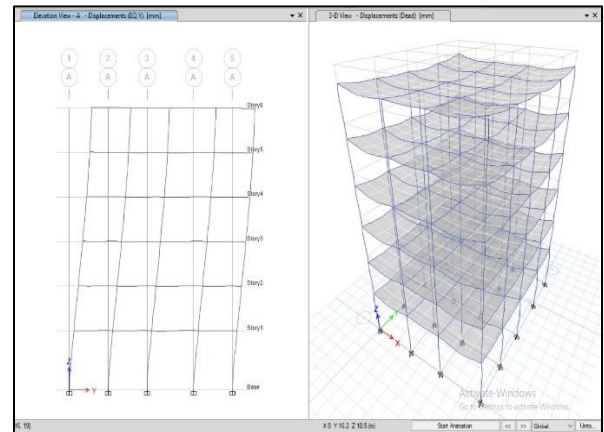 Elevation View - A - Displacements (EQ Y) [mm]
3-D View - Displacements (Dead) [mm]
1 2 3 4 5
A A A A A
Story6
Story5
Story4
Story3
Story2
Story1
Base
Z
Y
Z
Y
X
Activate Windows
Go to Settings to activate Windows.
X 0 Y 16.2 Z 10.5 (m)
Start Animation
<< >>
Global
Units...